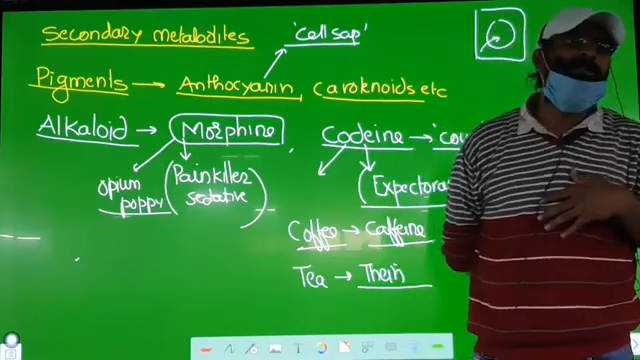 Secondary metabolites 'cell sap'
Pigments → Anthocyanin, carotenoids etc
Alkaloid → Morphine, Codeine → 'cou
opium poppy (Painkiller sedative) (Expectora
Coffee → Caffeine
Tea → Thein
T